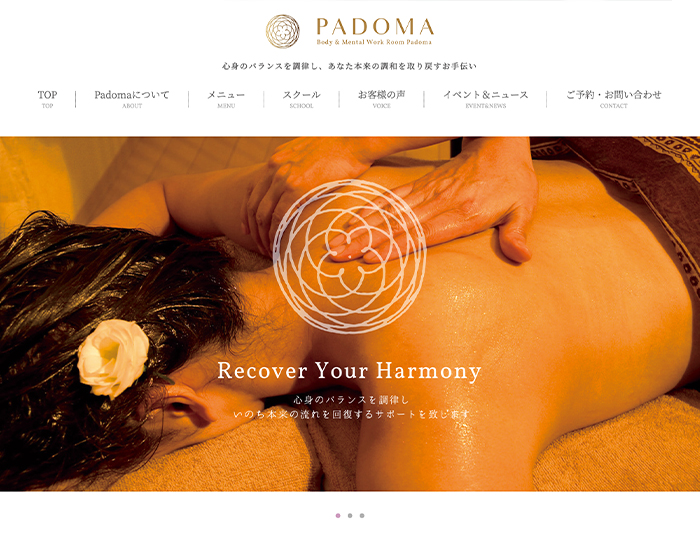 PADOMA
Body & Mental Work Room Padoma
心身のバランスを調律し、あなた本来の調和を取り戻すお手伝い
TOP Padomaについて メニュー スクール お客様の声 イベント＆ニュース ご予約・お問い合わせ
TOP ABOUT MENU SCHOOL VOICE EVENT&NEWS CONTACT
Recover Your Harmony
心身のバランスを調律し
いのち本来の流れを回復するサポートを致します